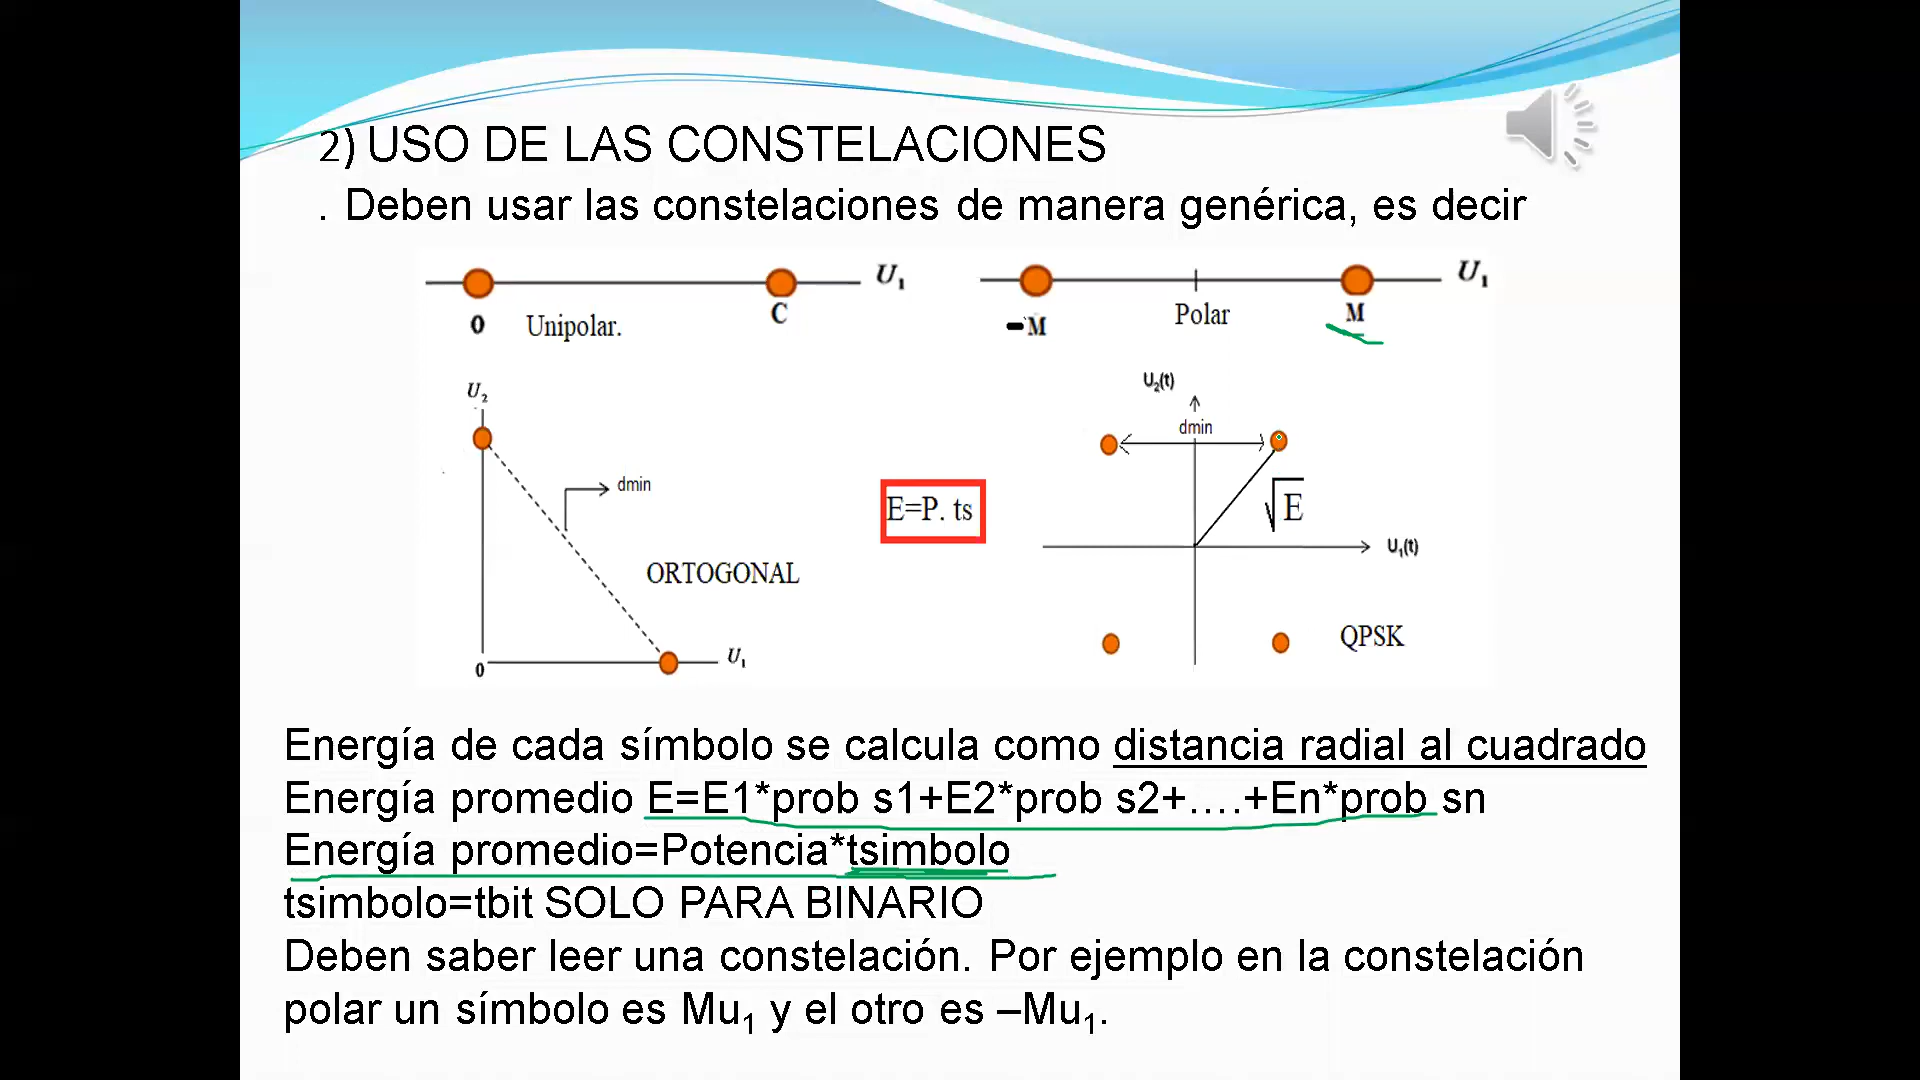 2) USO DE LAS CONSTELACIONES
. Deben usar las constelaciones de manera genérica, es decir
U1
0
Unipolar.
C
U1
-M
Polar
M
U2
dmin
ORTOGONAL
0
U1
E=P. ts
U2(t)
dmin
√E
U1(t)
QPSK
Energía de cada símbolo se calcula como distancia radial al cuadrado
Energía promedio E=E1*prob s1+E2*prob s2+....+En*prob sn
Energía promedio=Potencia*tsimbolo
tsimbolo=tbit SOLO PARA BINARIO
Deben saber leer una constelación. Por ejemplo en la constelación
polar un símbolo es Mu1 y el otro es –Mu1.